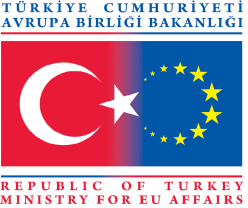 TÜRKİYE CUMHURİYETİ
AVRUPA BİRLİĞİ BAKANLIĞI
REPUBLIC OF TURKEY
MINISTRY FOR EU AFFAIRS